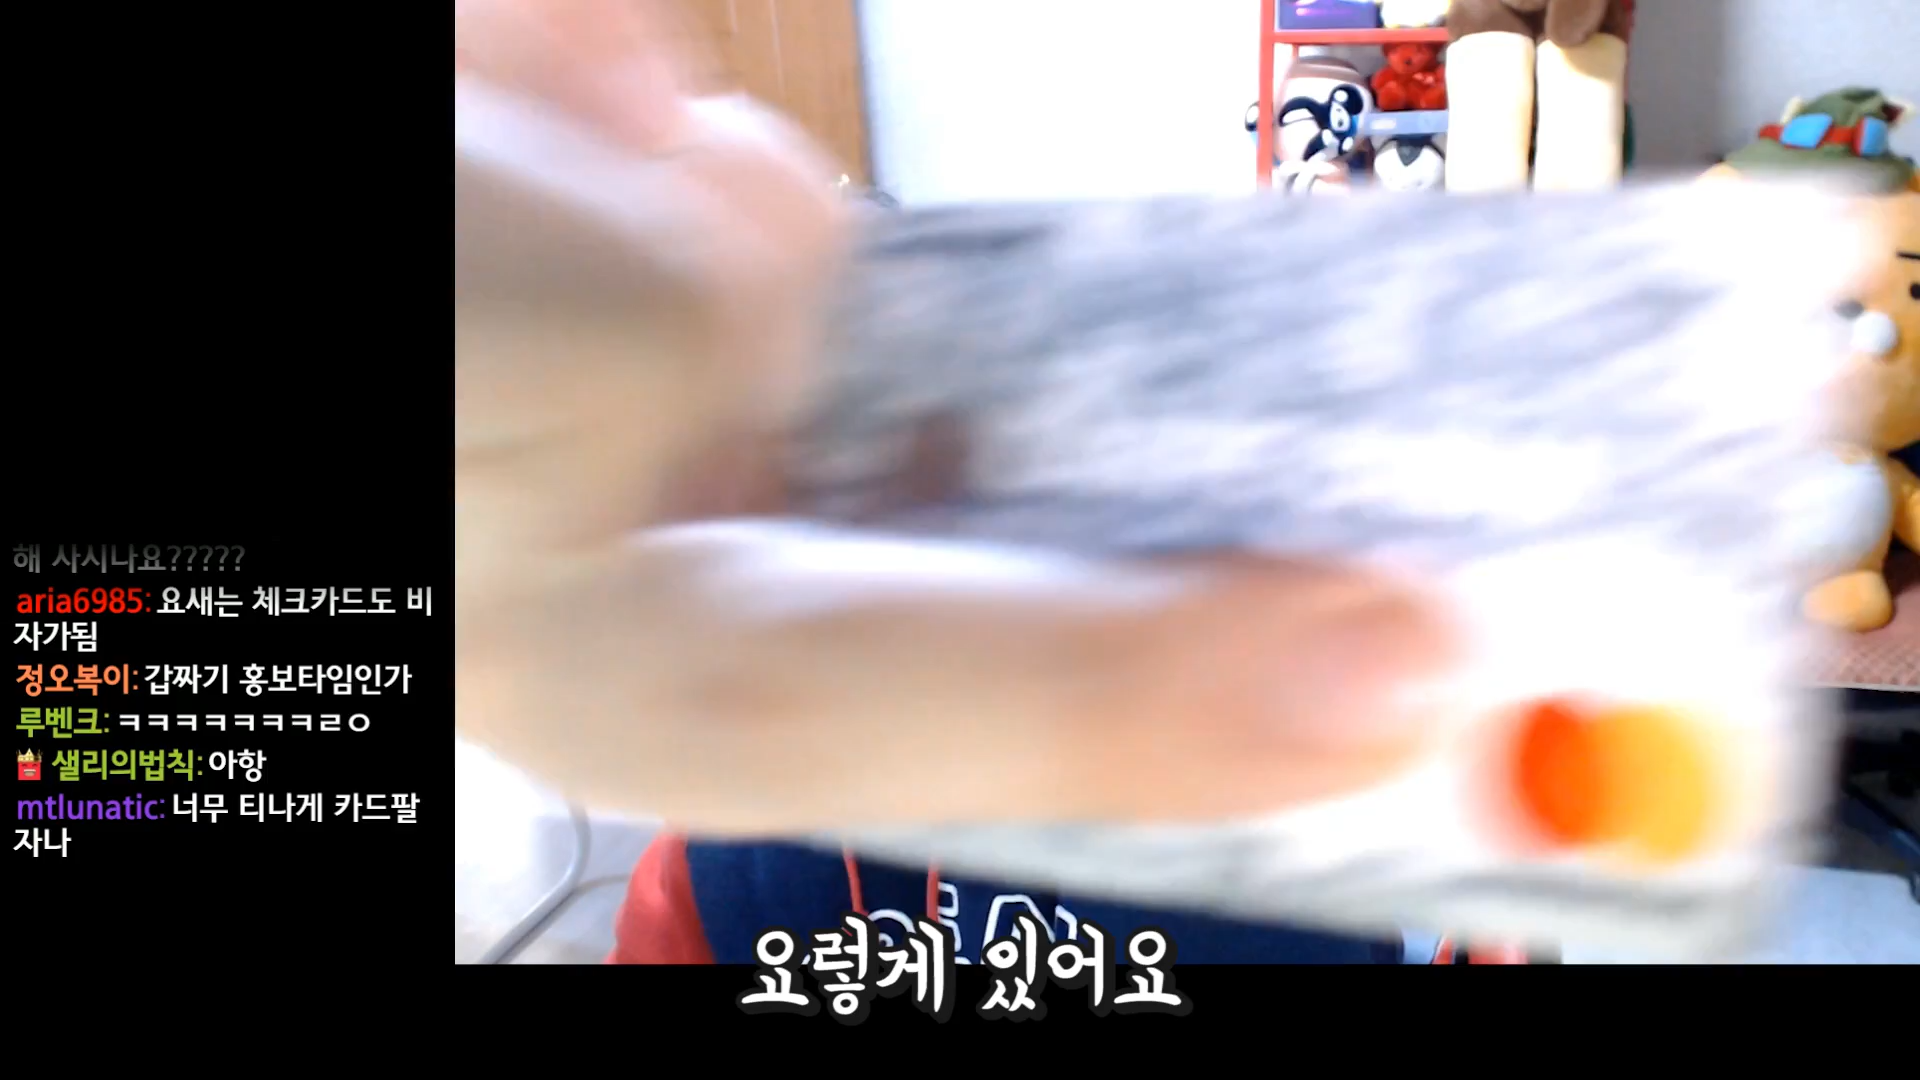 해 사시나요?????
aria6985: 요새는 체크카드도 비
자가됨
정오복이: 갑짜기 홍보타임인가
루벤크: ㅋㅋㅋㅋㅋㅋㅋㄹㅇ
샐리의법칙: 아항
mtlunatic: 너무 티나게 카드팔
자나
요렇게 있어요